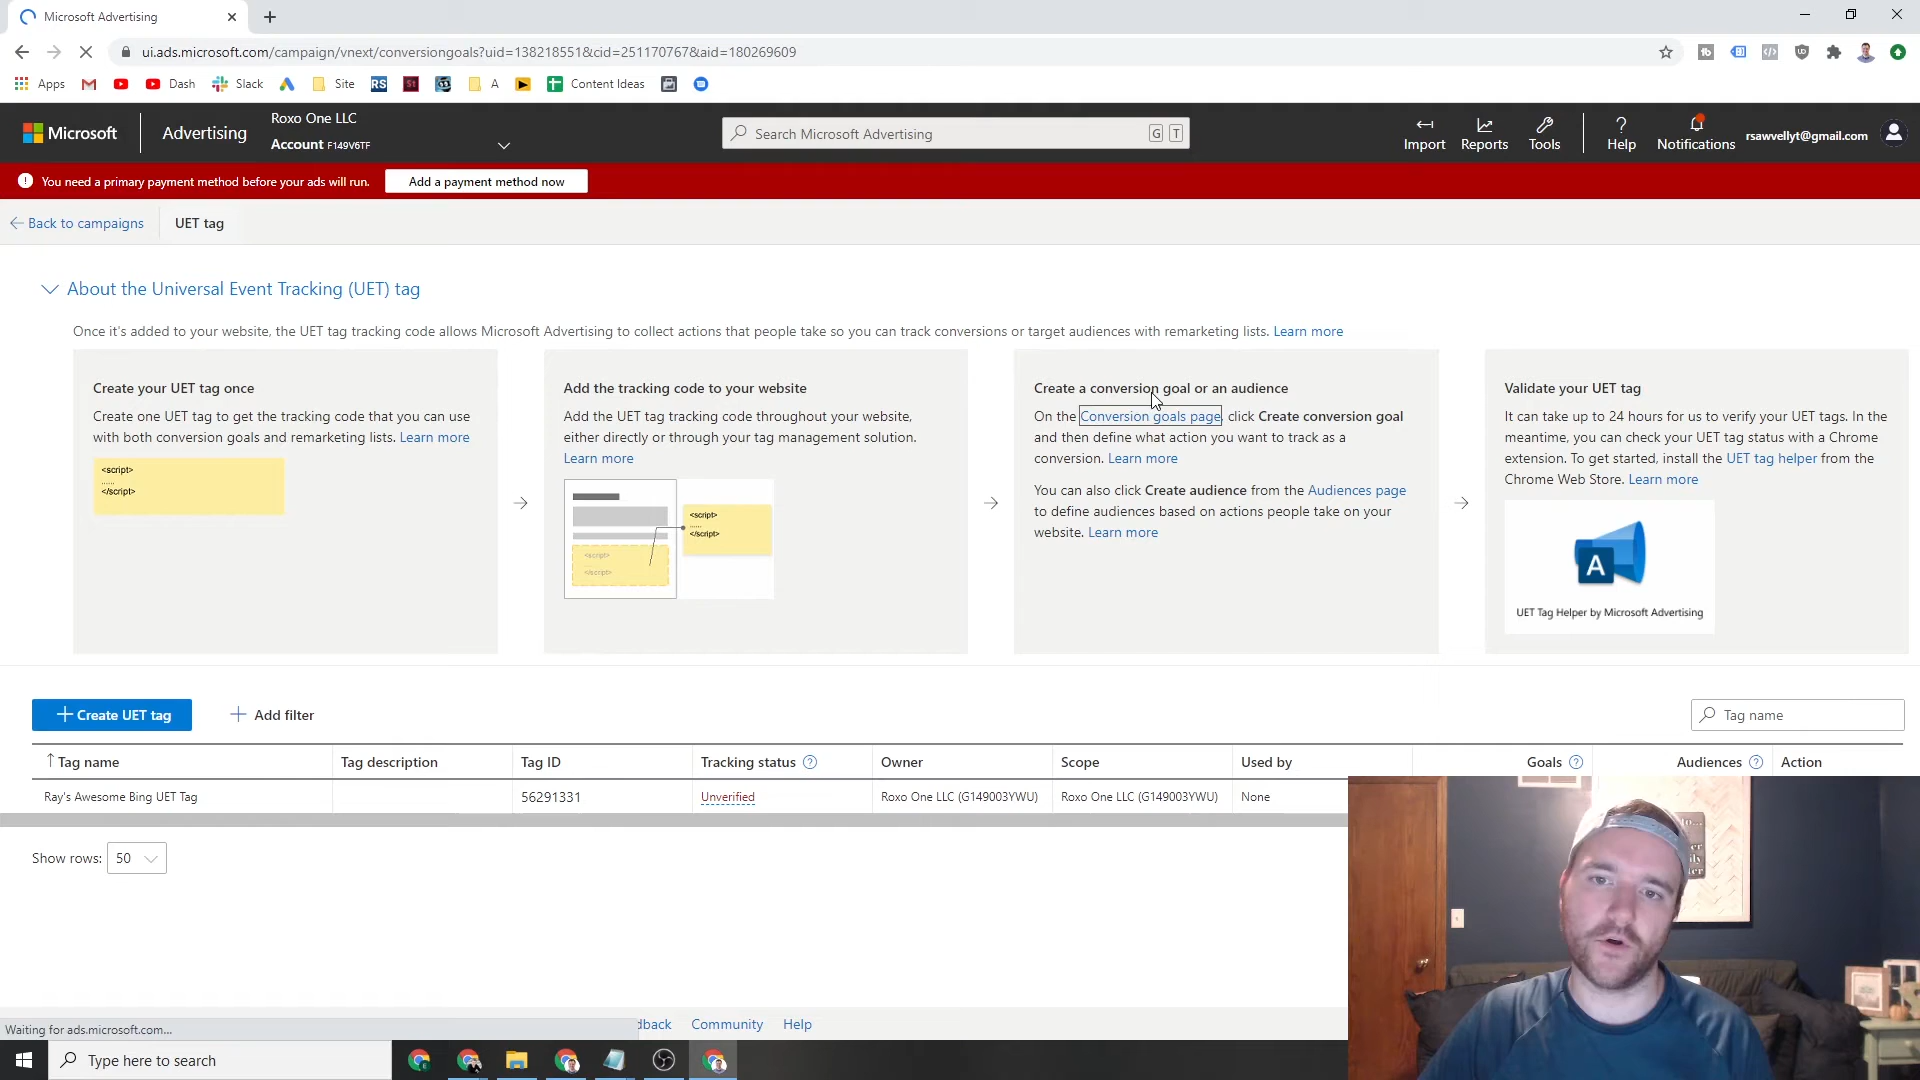 Microsoft Advertising
ui.ads.microsoft.com/campaign/vnext/conversiongoals?uid=138218551&cid=251170767&aid=180269609
Apps
Dash
Slack
Site
RS
St
A
Content Ideas
Microsoft
Advertising
Roxo One LLC
Account F149V6TF
Search Microsoft Advertising
G T
Import
Reports
Tools
Help
Notifications
rsawvellyt@gmail.com
You need a primary payment method before your ads will run.
Add a payment method now
Back to campaigns
UET tag
About the Universal Event Tracking (UET) tag
Once it's added to your website, the UET tag tracking code allows Microsoft Advertising to collect actions that people take so you can track conversions or target audiences with remarketing lists. Learn more
Create your UET tag once
Create one UET tag to get the tracking code that you can use
with both conversion goals and remarketing lists. Learn more
<script>
......
</script>
Add the tracking code to your website
Add the UET tag tracking code throughout your website,
either directly or through your tag management solution.
Learn more
<script>
......
</script>
<script>
......
</script>
Create a conversion goal or an audience
On the Conversion goals page, click Create conversion goal
and then define what action you want to track as a
conversion. Learn more
You can also click Create audience from the Audiences page
to define audiences based on actions people take on your
website. Learn more
Validate your UET tag
It can take up to 24 hours for us to verify your UET tags. In the
meantime, you can check your UET tag status with a Chrome
extension. To get started, install the UET tag helper from the
Chrome Web Store. Learn more
A
UET Tag Helper by Microsoft Advertising
Create UET tag
Add filter
Tag name
Tag name
Tag description
Tag ID
Tracking status
Owner
Scope
Used by
Goals
Audiences
Action
Ray's Awesome Bing UET Tag
56291331
Unverified
Roxo One LLC (G149003YWU)
Roxo One LLC (G149003YWU)
None
Show rows:
50
Waiting for ads.microsoft.com...
dback
Community
Help
Type here to search